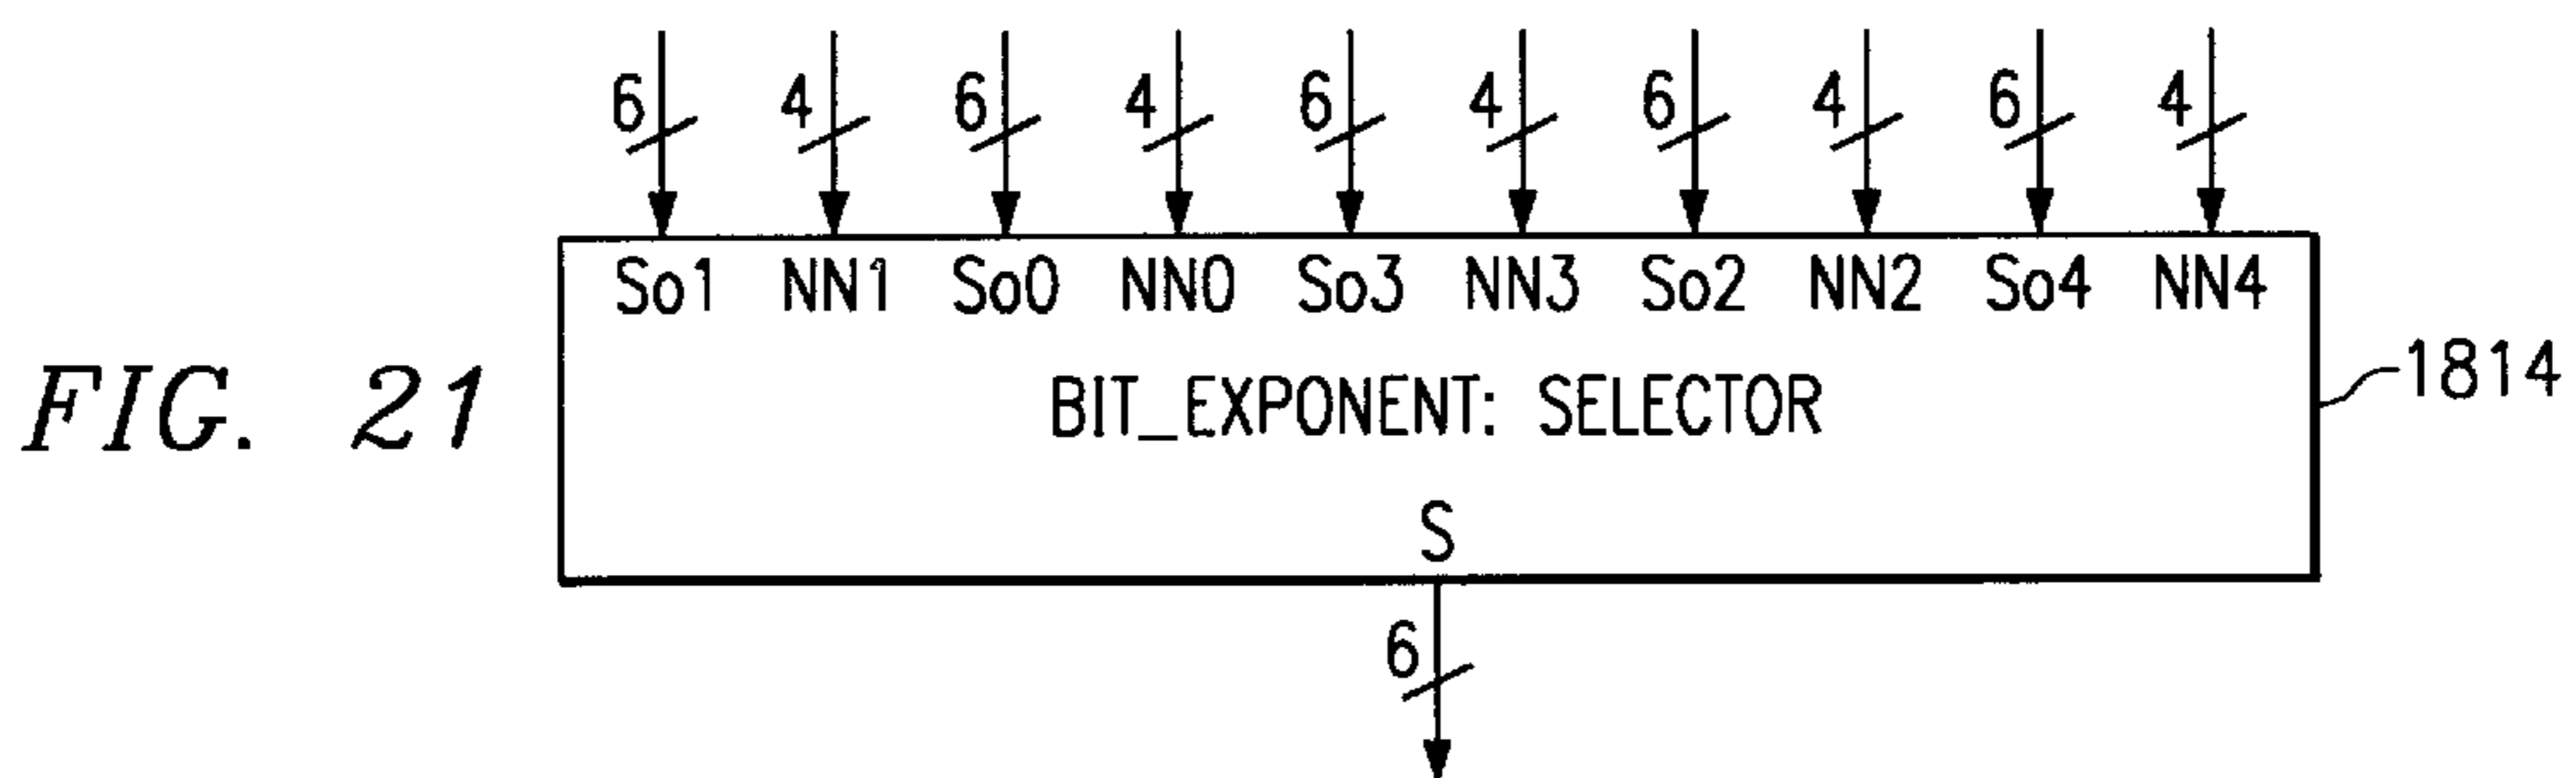 6 4 6 4 6 4 6 4 6 4
So1 NN1 So0 NN0 So3 NN3 So2 NN2 So4 NN4
FIG. 21
BIT_EXPONENT: SELECTOR
1814
S
6